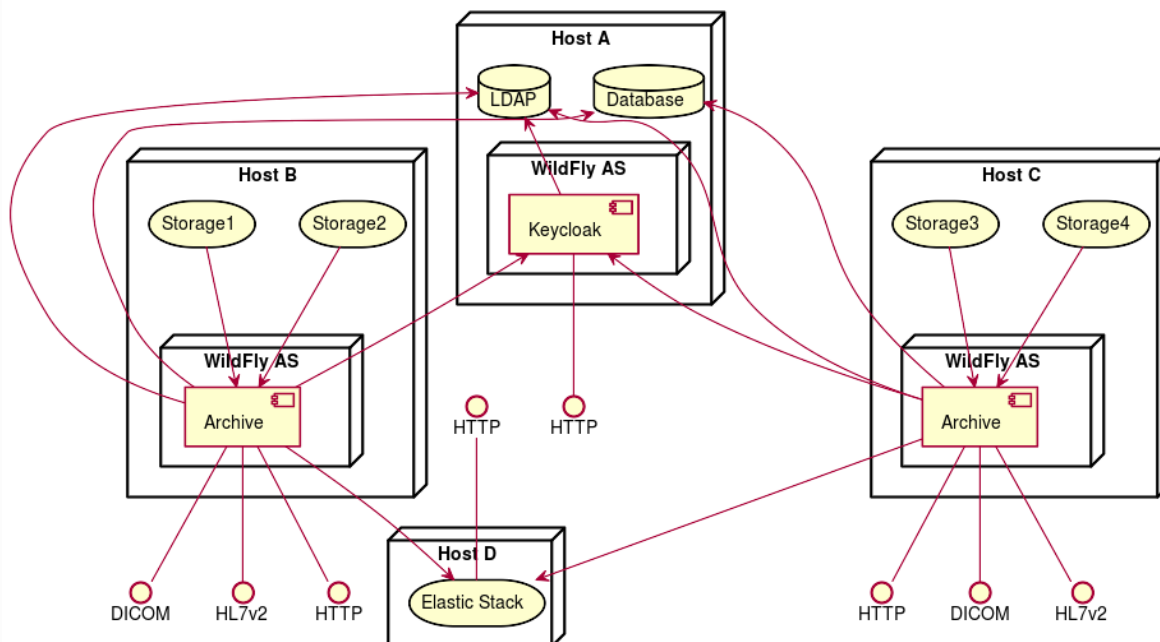 Host A
LDAP
Database
WildFly AS
Keycloak
Host B
Storage1
Storage2
WildFly AS
Archive
Host C
Storage3
Storage4
WildFly AS
Archive
HTTP
HTTP
Host D
Elastic Stack
DICOM
HL7v2
HTTP
HTTP
DICOM
HL7v2